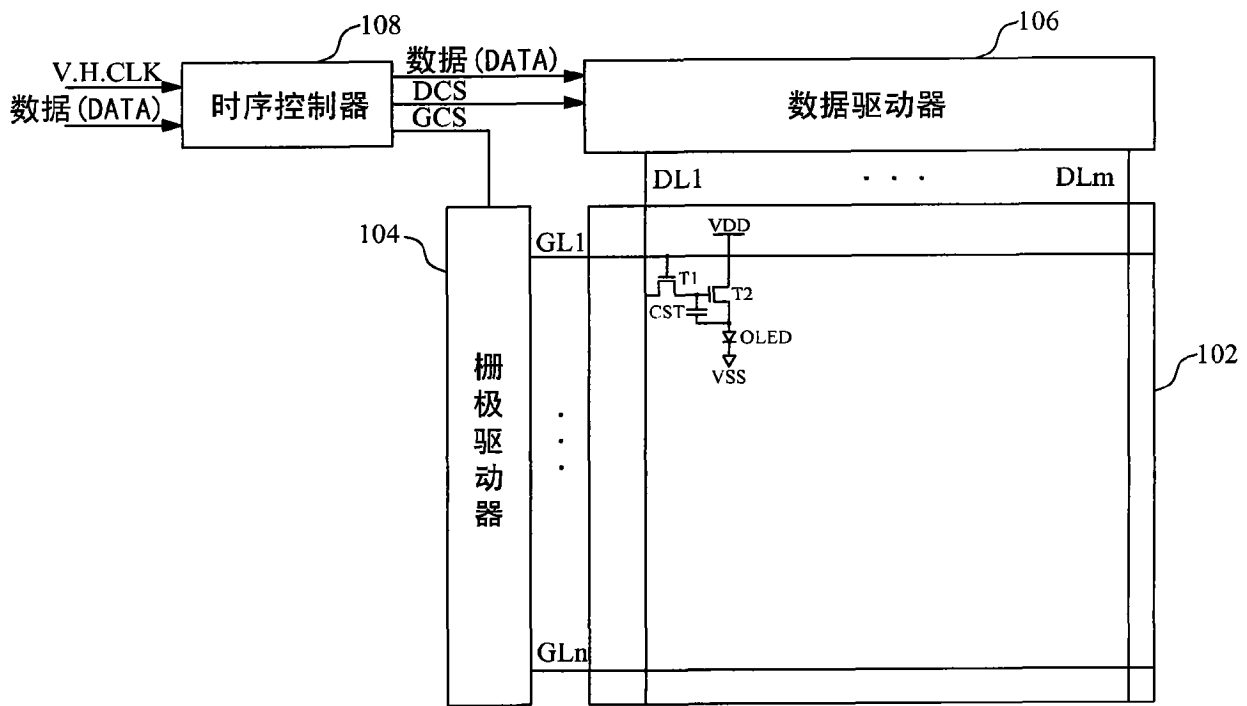 108
106
V.H.CLK
数据(DATA)
时序控制器
数据(DATA)
DCS
GCS
数据驱动器
DL1
· · ·
DLm
104
GL1
VDD
T1
T2
CST
OLED
VSS
102
栅极驱动器
GLn